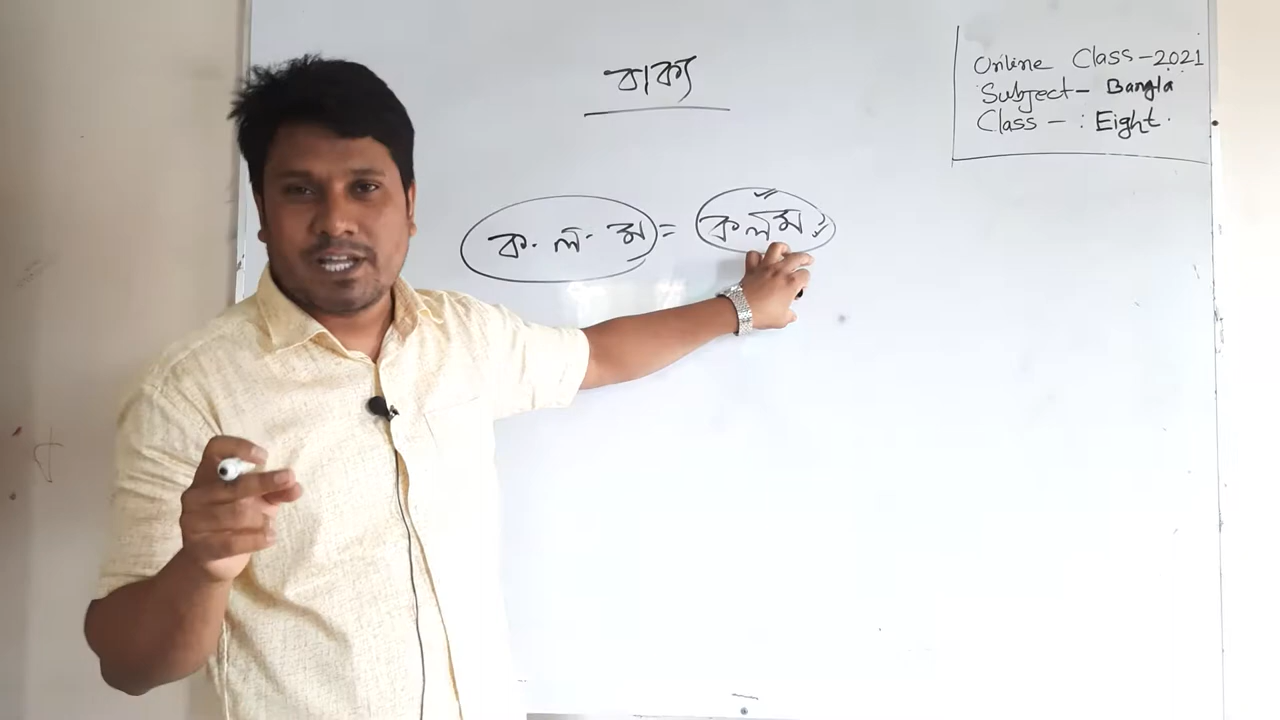 বাক্য
Online Class - 2021
Subject - Bangla
Class - : Eight.
ক. ল. ম = কলম